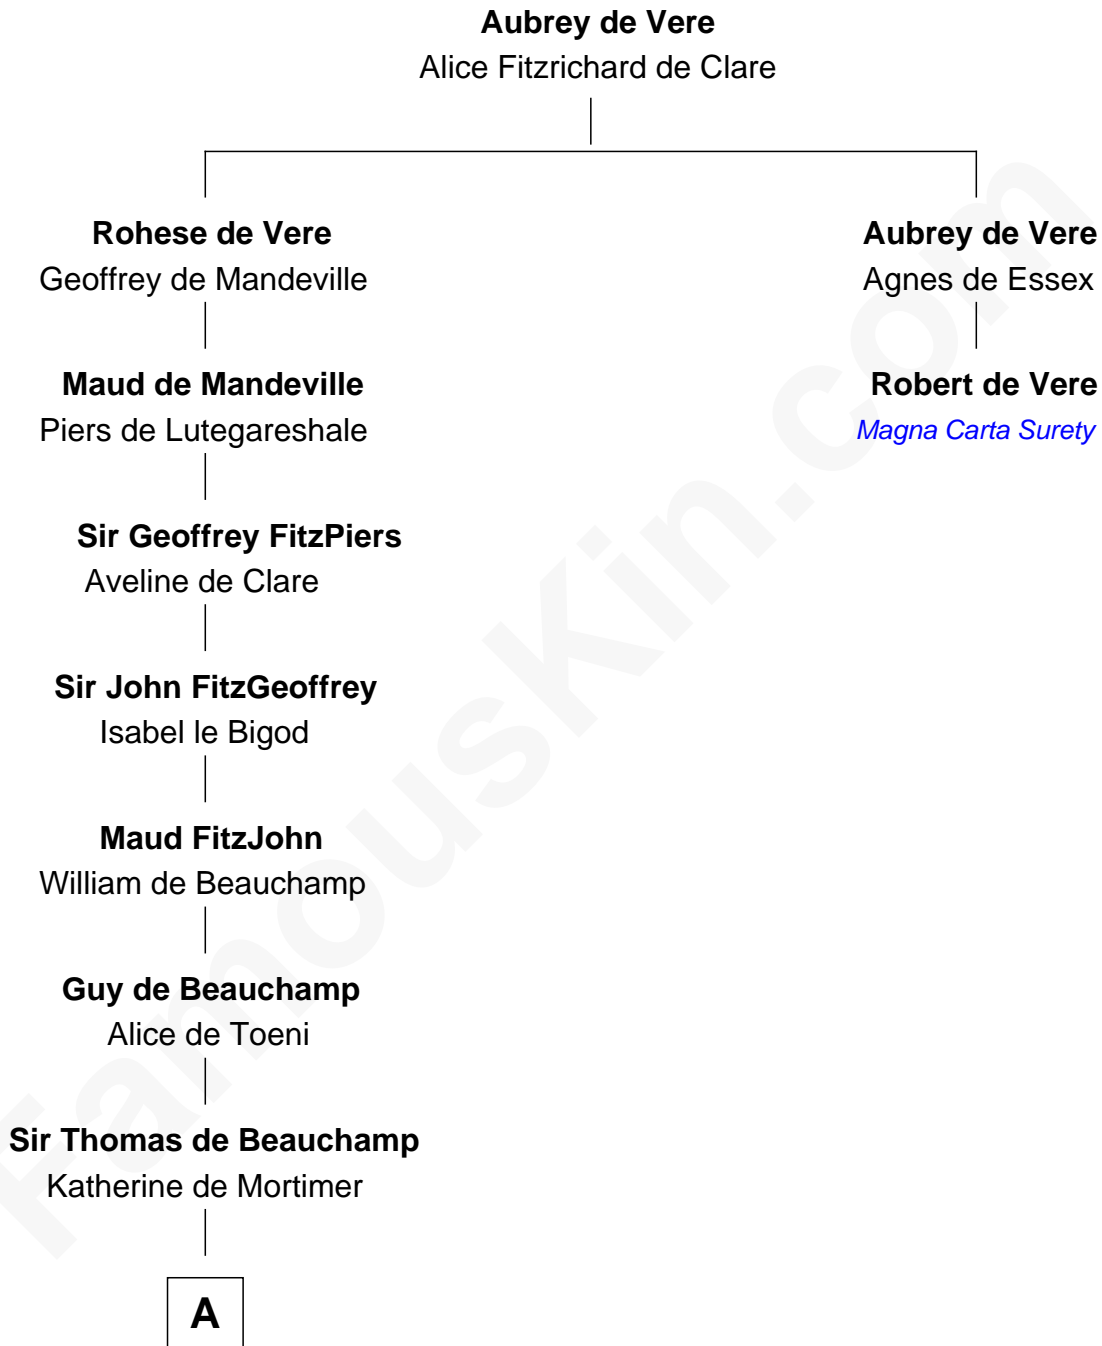 Aubrey de Vere
Alice Fitzrichard de Clare
Rohese de Vere
Geoffrey de Mandeville
Aubrey de Vere
Agnes de Essex
Maud de Mandeville
Piers de Lutegareshale
Robert de Vere
Magna Carta Surety
Sir Geoffrey FitzPiers
Aveline de Clare
Sir John FitzGeoffrey
Isabel le Bigod
Maud FitzJohn
William de Beauchamp
Guy de Beauchamp
Alice de Toeni
Sir Thomas de Beauchamp
Katherine de Mortimer
A
FamousKin.com